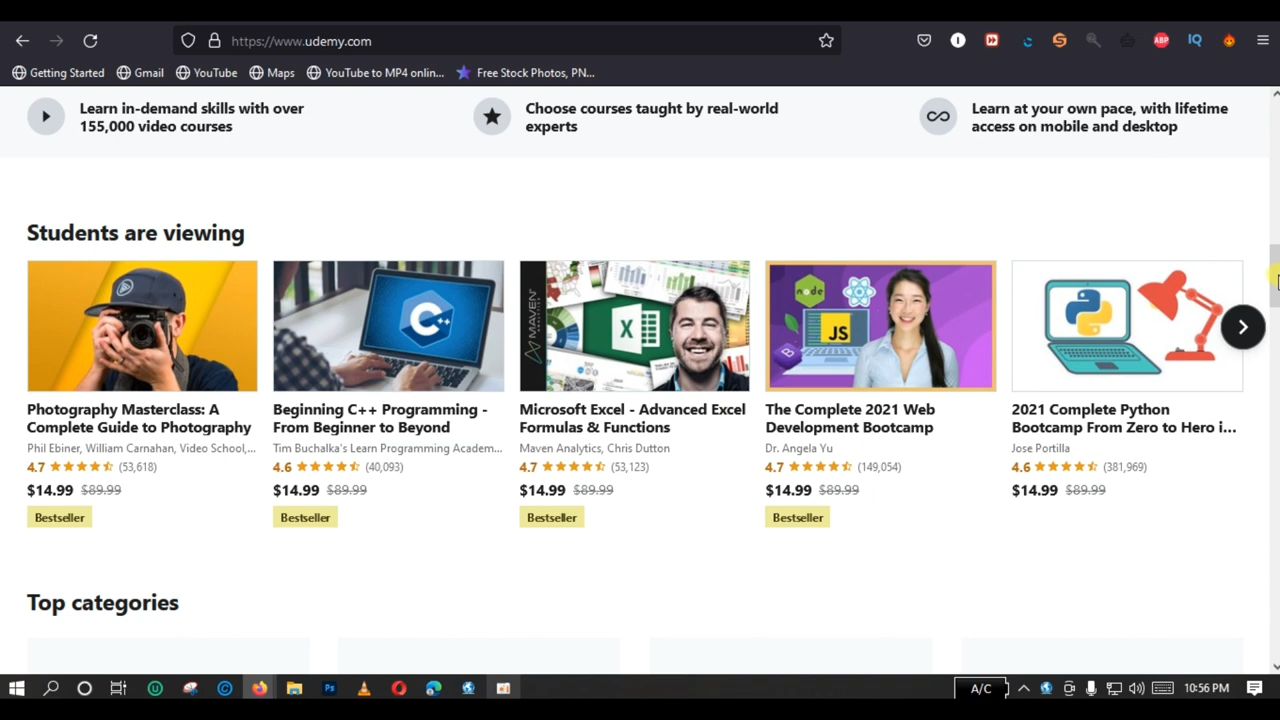 https://www.udemy.com
ABP
IQ
Getting Started
Gmail
YouTube
Maps
YouTube to MP4 onlin...
Free Stock Photos, PN...
Learn in-demand skills with over
155,000 video courses
Choose courses taught by real-world
experts
Learn at your own pace, with lifetime
access on mobile and desktop
Students are viewing
C++
MAVEN
ANALYTICS
X
node
JS
B
Photography Masterclass: A
Complete Guide to Photography
Phil Ebiner, William Carnahan, Video School,...
4.7 (53,618)
$14.99 $89.99
Bestseller
Beginning C++ Programming -
From Beginner to Beyond
Tim Buchalka's Learn Programming Academ...
4.6 (40,093)
$14.99 $89.99
Bestseller
Microsoft Excel - Advanced Excel
Formulas & Functions
Maven Analytics, Chris Dutton
4.7 (53,123)
$14.99 $89.99
Bestseller
The Complete 2021 Web
Development Bootcamp
Dr. Angela Yu
4.7 (149,054)
$14.99 $89.99
Bestseller
2021 Complete Python
Bootcamp From Zero to Hero i...
Jose Portilla
4.6 (381,969)
$14.99 $89.99
Top categories
Ps
A/C
10:56 PM